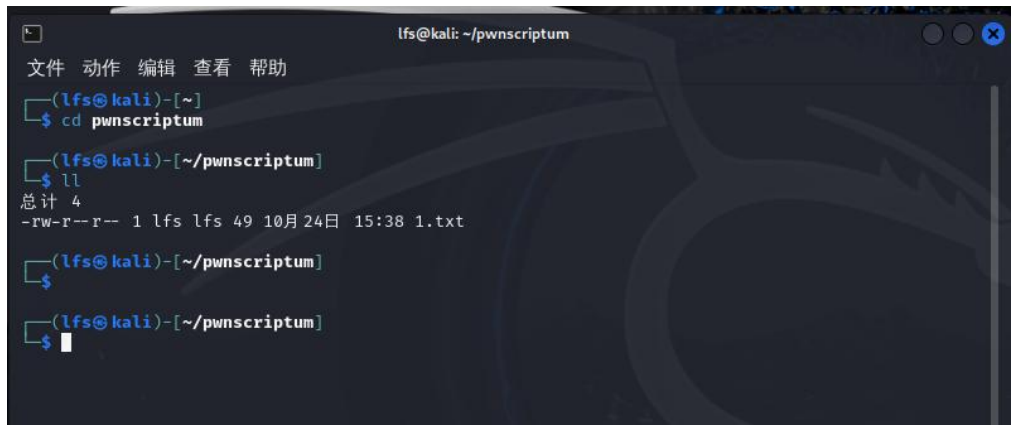 lfs@kali: ~/pwnscriptum
文件 动作 编辑 查看 帮助
┌──(lfs㉿kali)-[~]
└─$ cd pwnscriptum
┌──(lfs㉿kali)-[~/pwnscriptum]
└─$ ll
总计 4
-rw-r--r-- 1 lfs lfs 49 10月24日 15:38 1.txt
┌──(lfs㉿kali)-[~/pwnscriptum]
└─$
┌──(lfs㉿kali)-[~/pwnscriptum]
└─$